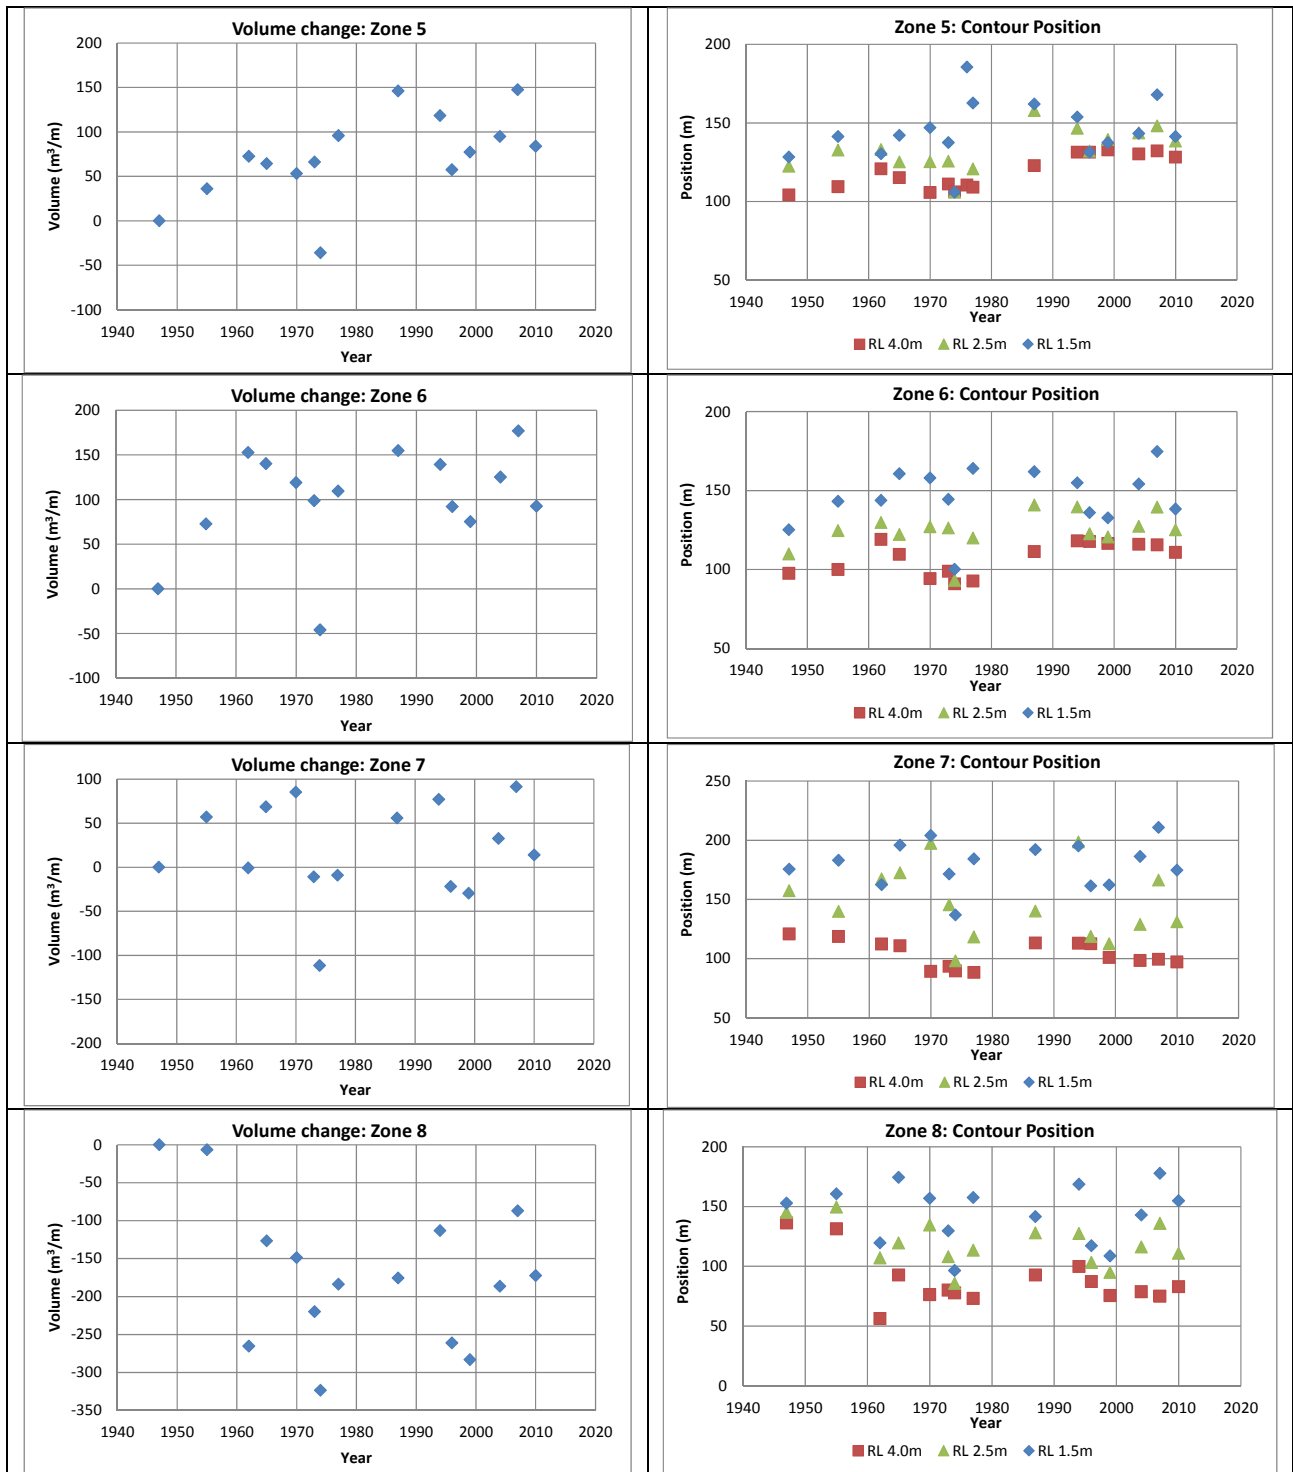 Volume change: Zone 5
Volume (m³/m)
200
150
100
50
0
-50
-100
1940 1950 1960 1970 1980 1990 2000 2010 2020
Year
Zone 5: Contour Position
Position (m)
200
150
100
50
1940 1950 1960 1970 1980 1990 2000 2010 2020
Year
RL 4.0m RL 2.5m RL 1.5m
Volume change: Zone 6
Volume (m³/m)
200
150
100
50
0
-50
-100
1940 1950 1960 1970 1980 1990 2000 2010 2020
Year
Zone 6: Contour Position
Position (m)
200
150
100
50
1940 1950 1960 1970 1980 1990 2000 2010 2020
Year
RL 4.0m RL 2.5m RL 1.5m
Volume change: Zone 7
Volume (m³/m)
100
50
0
-50
-100
-150
-200
1940 1950 1960 1970 1980 1990 2000 2010 2020
Year
Zone 7: Contour Position
Position (m)
250
200
150
100
50
1940 1950 1960 1970 1980 1990 2000 2010 2020
Year
RL 4.0m RL 2.5m RL 1.5m
Volume change: Zone 8
Volume (m³/m)
0
-50
-100
-150
-200
-250
-300
-350
1940 1950 1960 1970 1980 1990 2000 2010 2020
Year
Zone 8: Contour Position
Position (m)
200
150
100
50
0
1940 1950 1960 1970 1980 1990 2000 2010 2020
Year
RL 4.0m RL 2.5m RL 1.5m